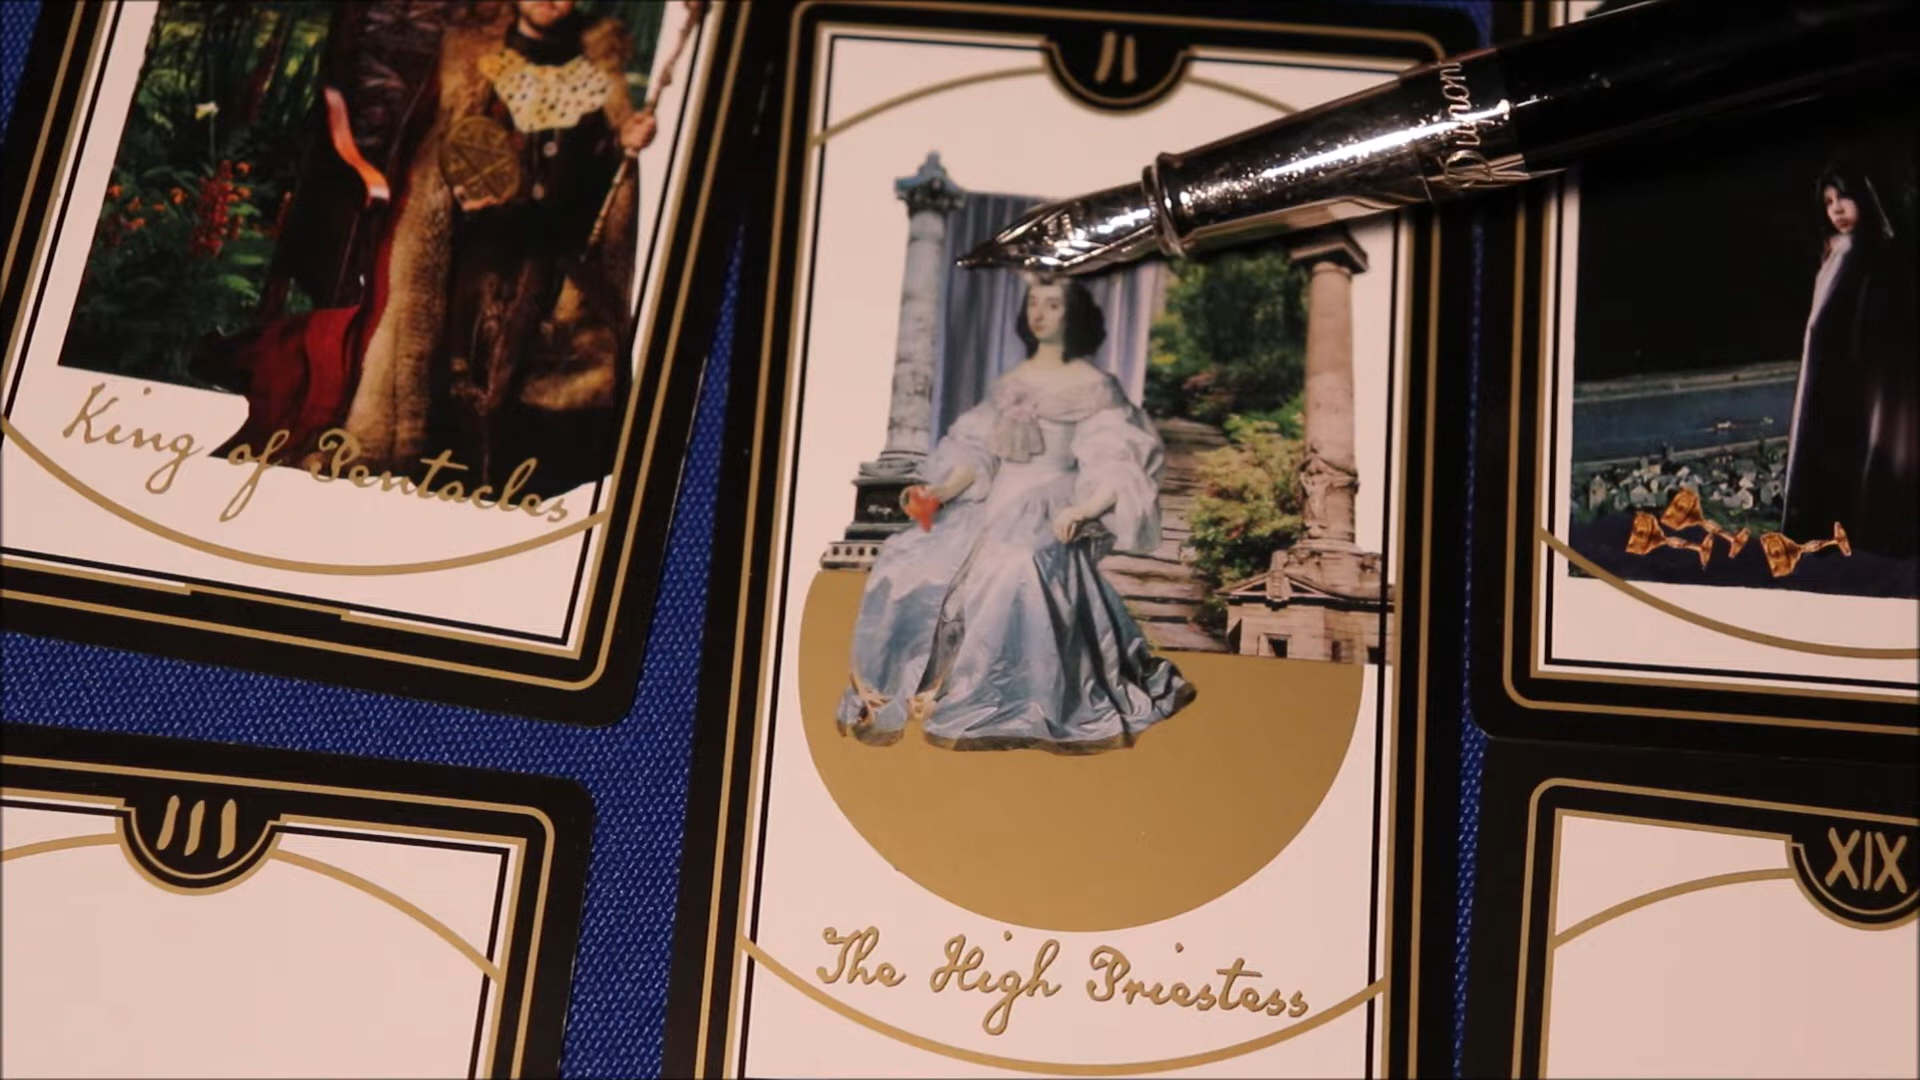 II
King of Pentacles
The High Priestess
III
XIX